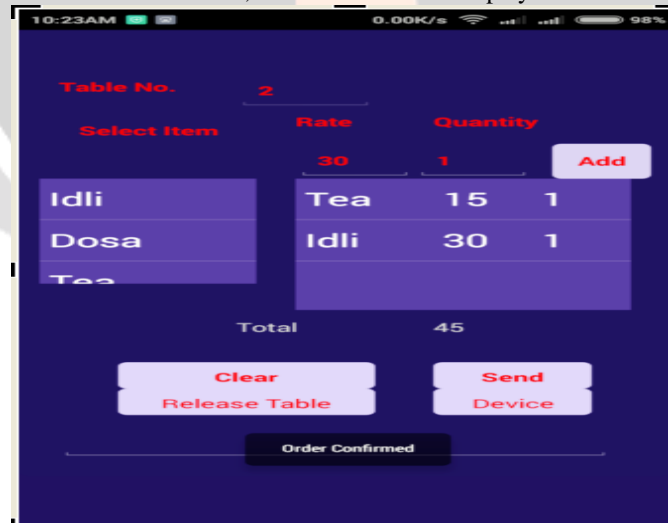 10:23AM 0.00K/s 98%
Table No. 2
Select Item Rate Quantity
30 1 Add
Idli Tea 15 1
Dosa Idli 30 1
Tea
Total 45
Clear Send
Release Table Device
Order Confirmed